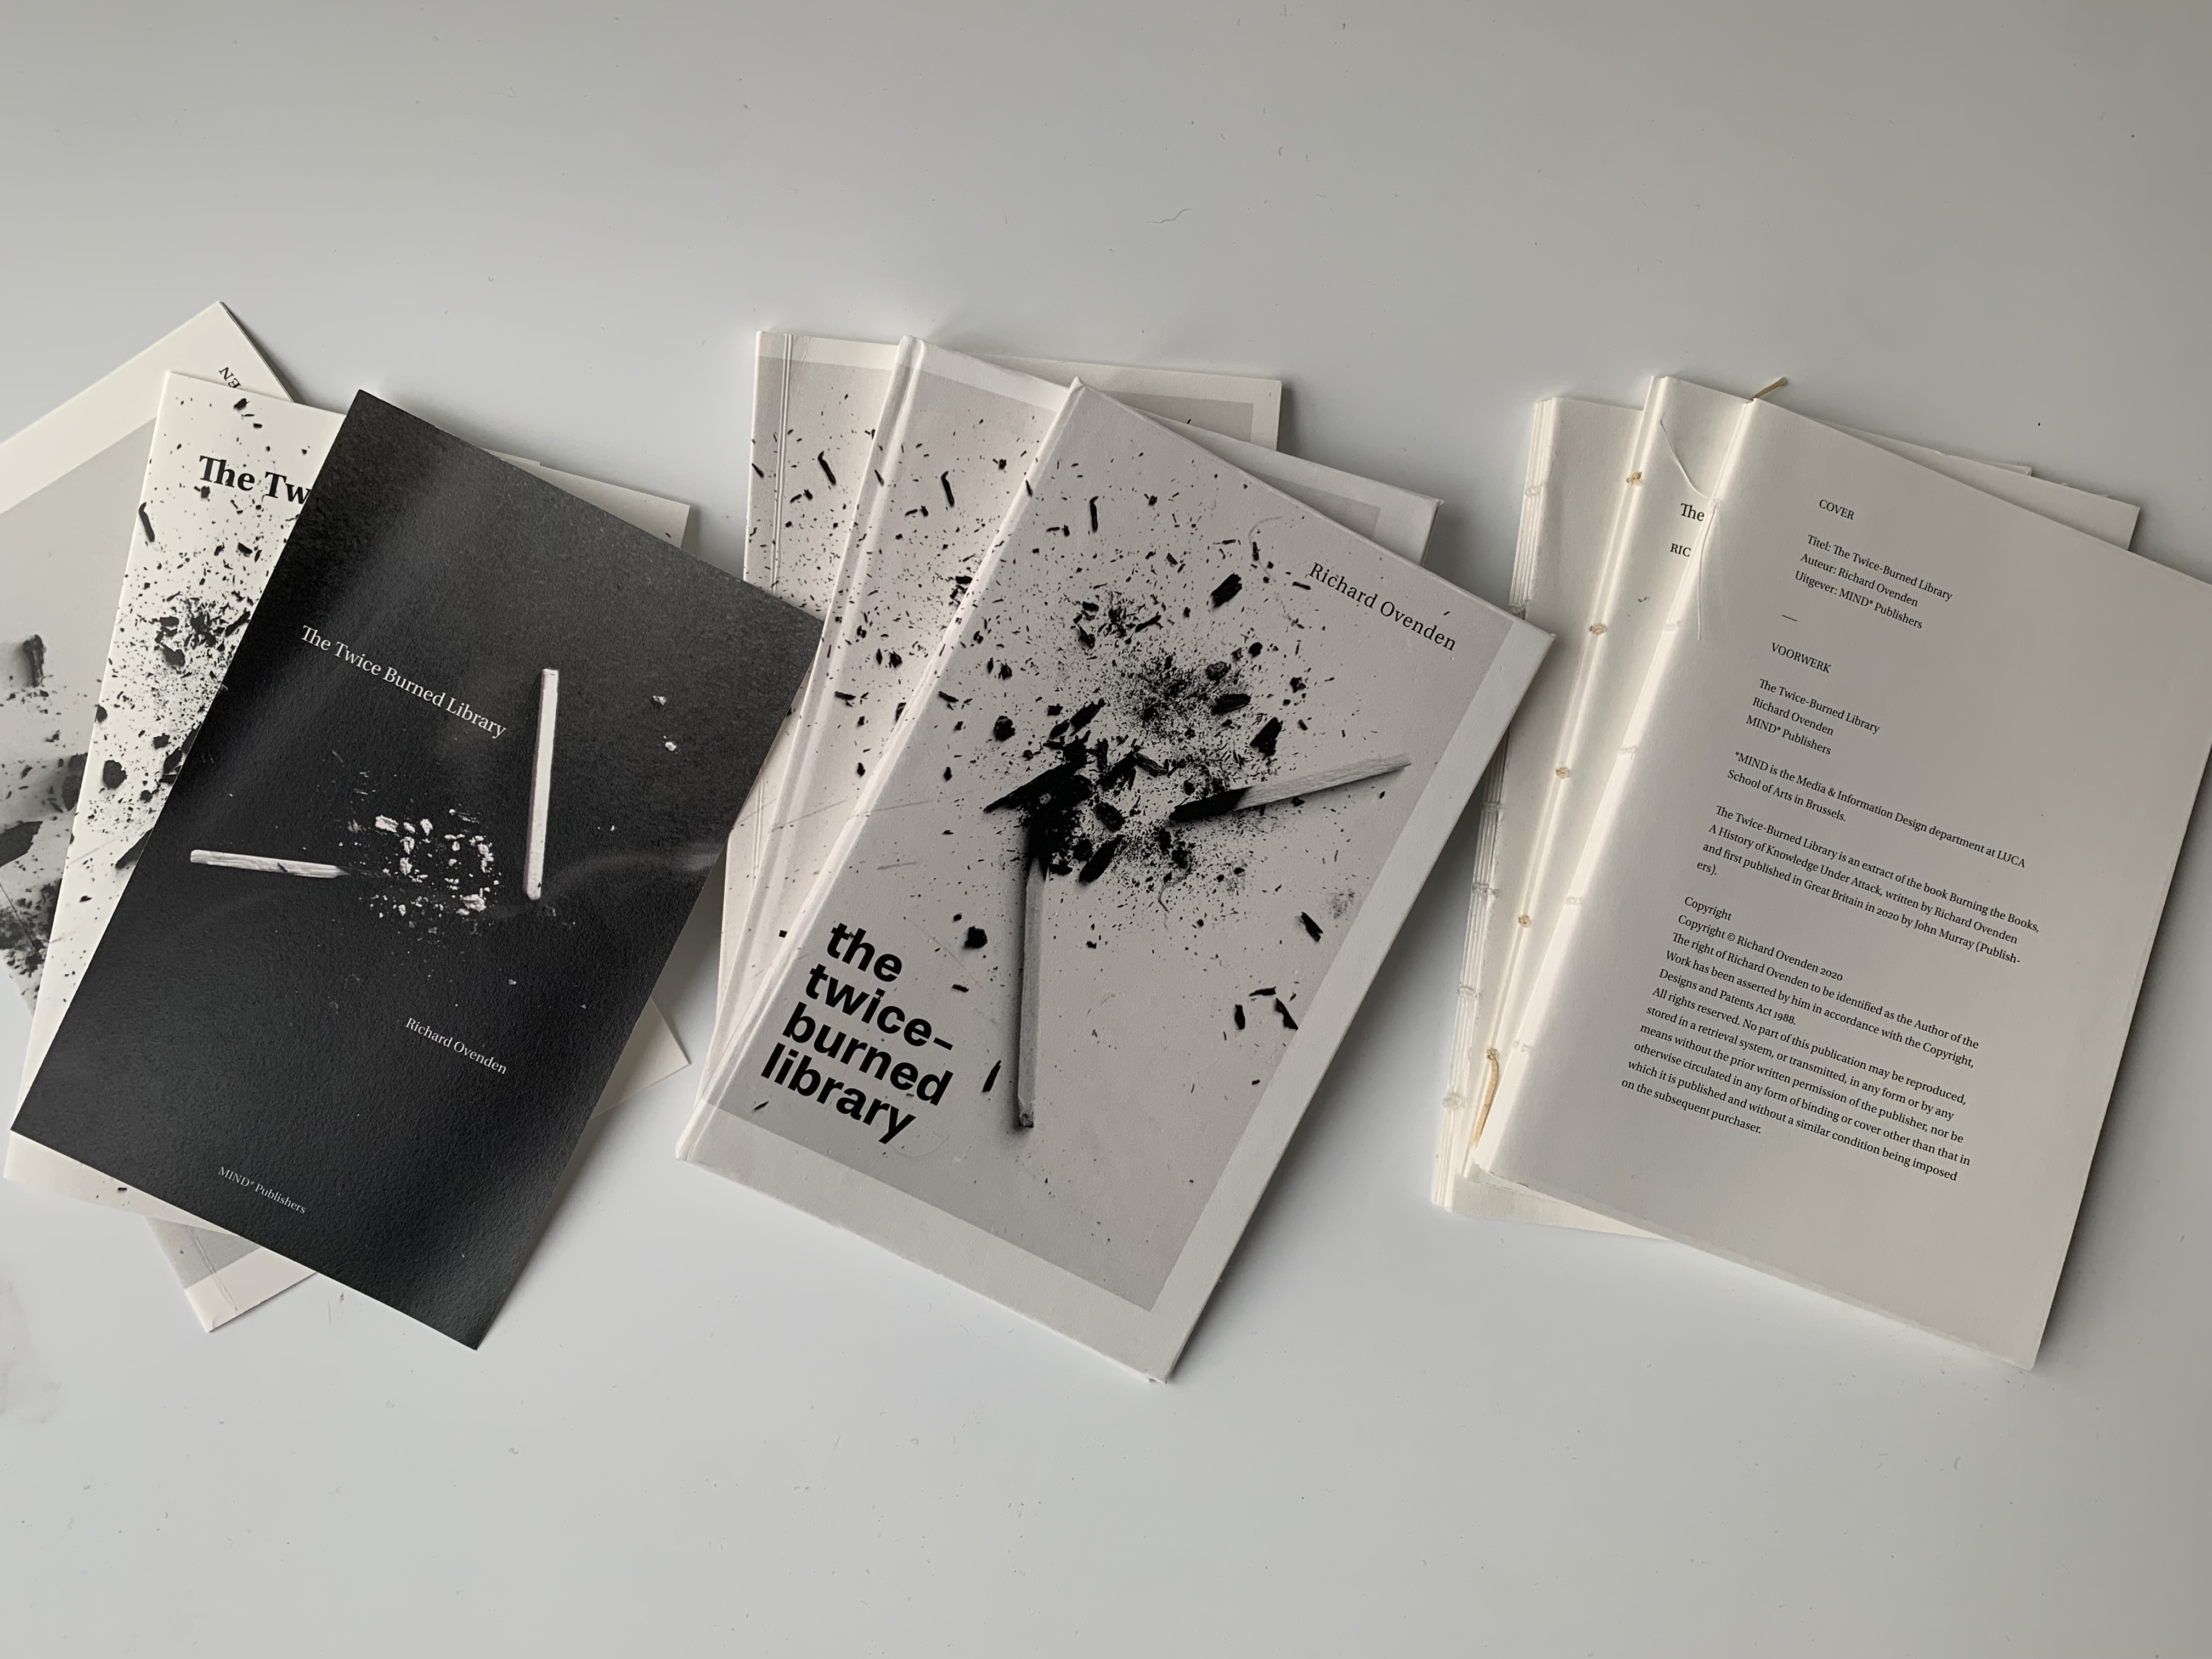 COVER
Titel: The Twice-Burned Library
Auteur: Richard Ovenden
Uitgever: MIND* Publishers
—
VOORWERK
The Twice-Burned Library
Richard Ovenden
MIND* Publishers
*MIND is the Media & Information Design department at LUCA
School of Arts in Brussels.
The Twice-Burned Library is an extract of the book Burning the Books,
A History of Knowledge Under Attack, written by Richard Ovenden
and first published in Great Britain in 2020 by John Murray (Publish-
ers).
Copyright
Copyright © Richard Ovenden 2020
The right of Richard Ovenden to be identified as the Author of the
Work has been asserted by him in accordance with the Copyright,
Designs and Patents Act 1988.
All rights reserved. No part of this publication may be reproduced,
stored in a retrieval system, or transmitted, in any form or by any
means without the prior written permission of the publisher, nor be
otherwise circulated in any form of binding or cover other than that in
which it is published and without a similar condition being imposed
on the subsequent purchaser.
The
RIC
Richard Ovenden
the
twice-
burned
library
The Twice Burned Library
Richard Ovenden
MIND* Publishers
The Tw
EN